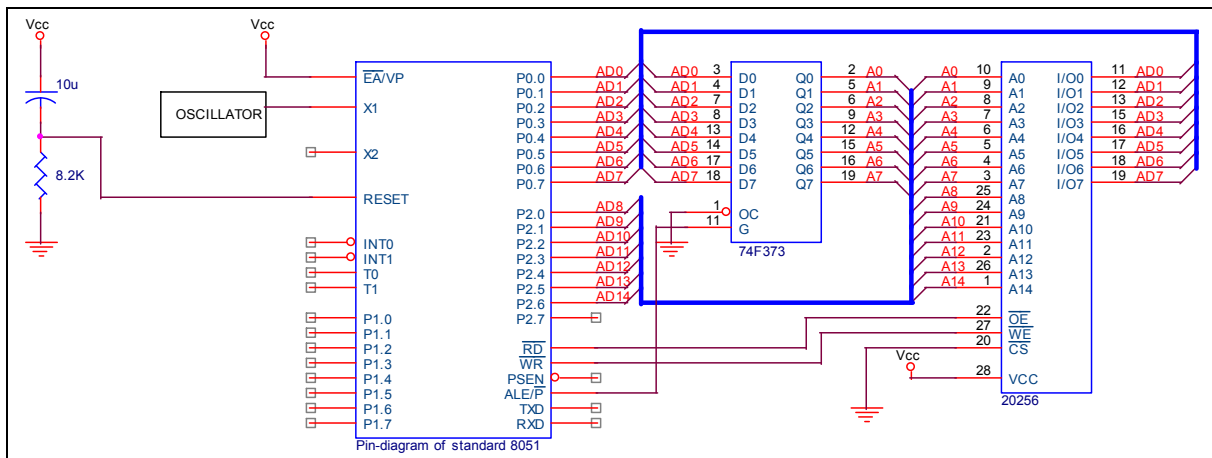 Vcc
10u
8.2K
Vcc
OSCILLATOR
EA/VP
X1
X2
RESET
INT0
INT1
T0
T1
P1.0
P1.1
P1.2
P1.3
P1.4
P1.5
P1.6
P1.7
P0.0
P0.1
P0.2
P0.3
P0.4
P0.5
P0.6
P0.7
P2.0
P2.1
P2.2
P2.3
P2.4
P2.5
P2.6
P2.7
RD
WR
PSEN
ALE/P
TXD
RXD
Pin-diagram of standard 8051
AD0
AD1
AD2
AD3
AD4
AD5
AD6
AD7
AD8
AD9
AD10
AD11
AD12
AD13
AD14
AD0 3 D0
AD1 4 D1
AD2 7 D2
AD3 8 D3
AD4 13 D4
AD5 14 D5
AD6 17 D6
AD7 18 D7
1 OC
11 G
Q0 2 A0
Q1 5 A1
Q2 6 A2
Q3 9 A3
Q4 12 A4
Q5 15 A5
Q6 16 A6
Q7 19 A7
74F373
A0 10 A0
A1 9 A1
A2 8 A2
A3 7 A3
A4 6 A4
A5 5 A5
A6 4 A6
A7 3 A7
A8 25 A8
A9 24 A9
A10 21 A10
A11 23 A11
A12 2 A12
A13 26 A13
A14 1 A14
22 OE
27 WE
20 CS
Vcc
28 VCC
I/O0 11 AD0
I/O1 12 AD1
I/O2 13 AD2
I/O3 15 AD3
I/O4 16 AD4
I/O5 17 AD5
I/O6 18 AD6
I/O7 19 AD7
20256